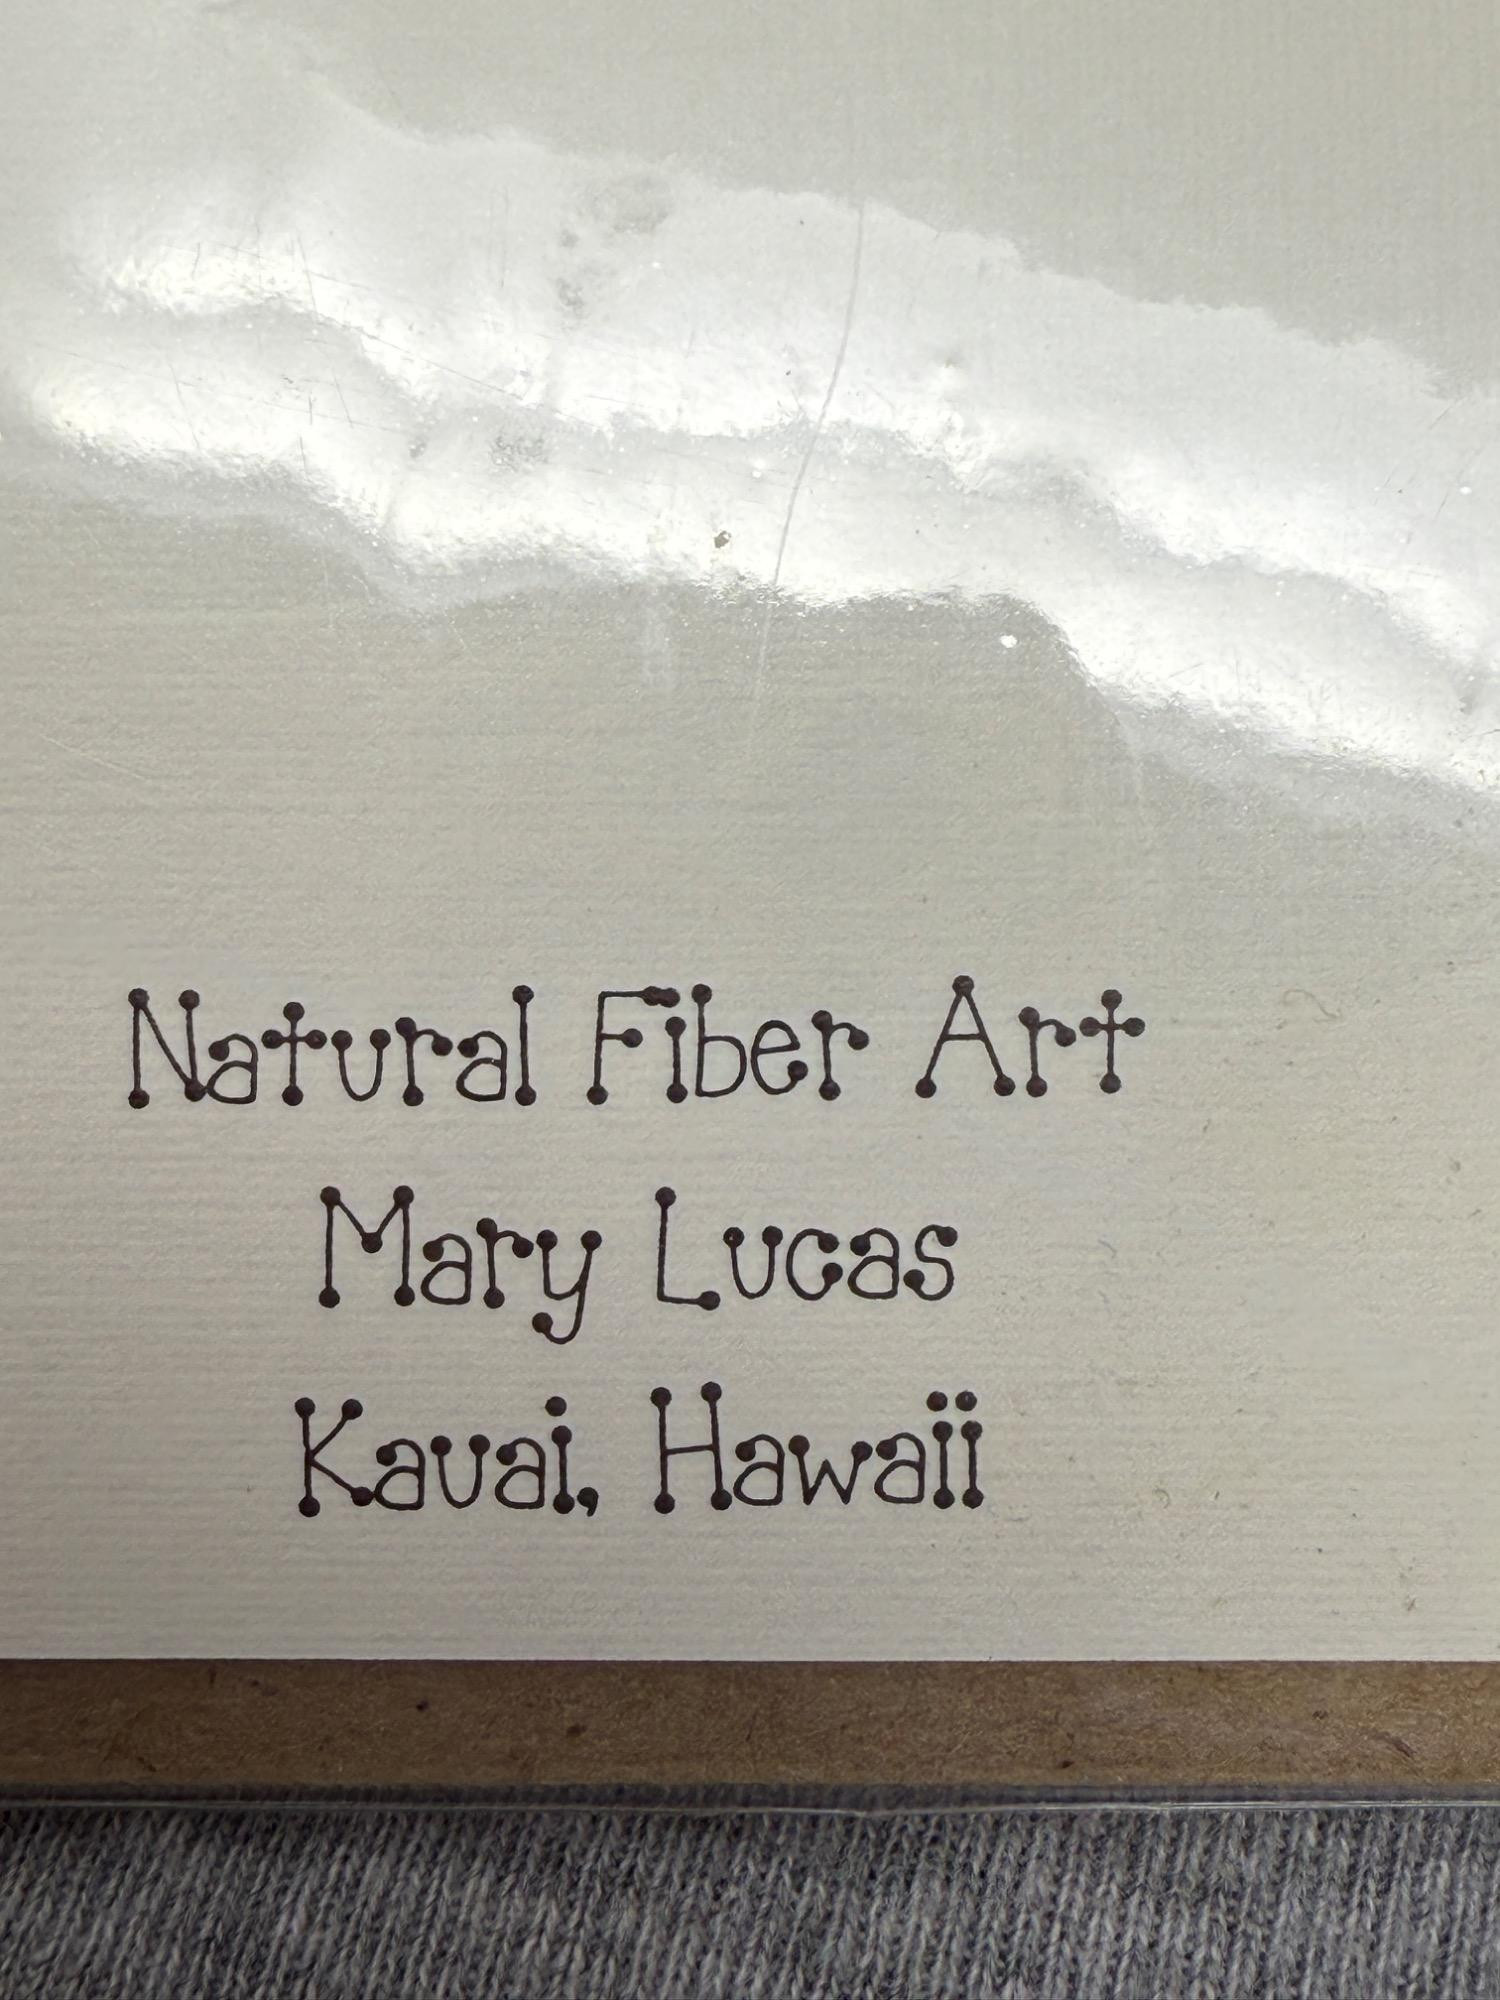 Natural Fiber Art
Mary Lucas
Kauai, Hawaii